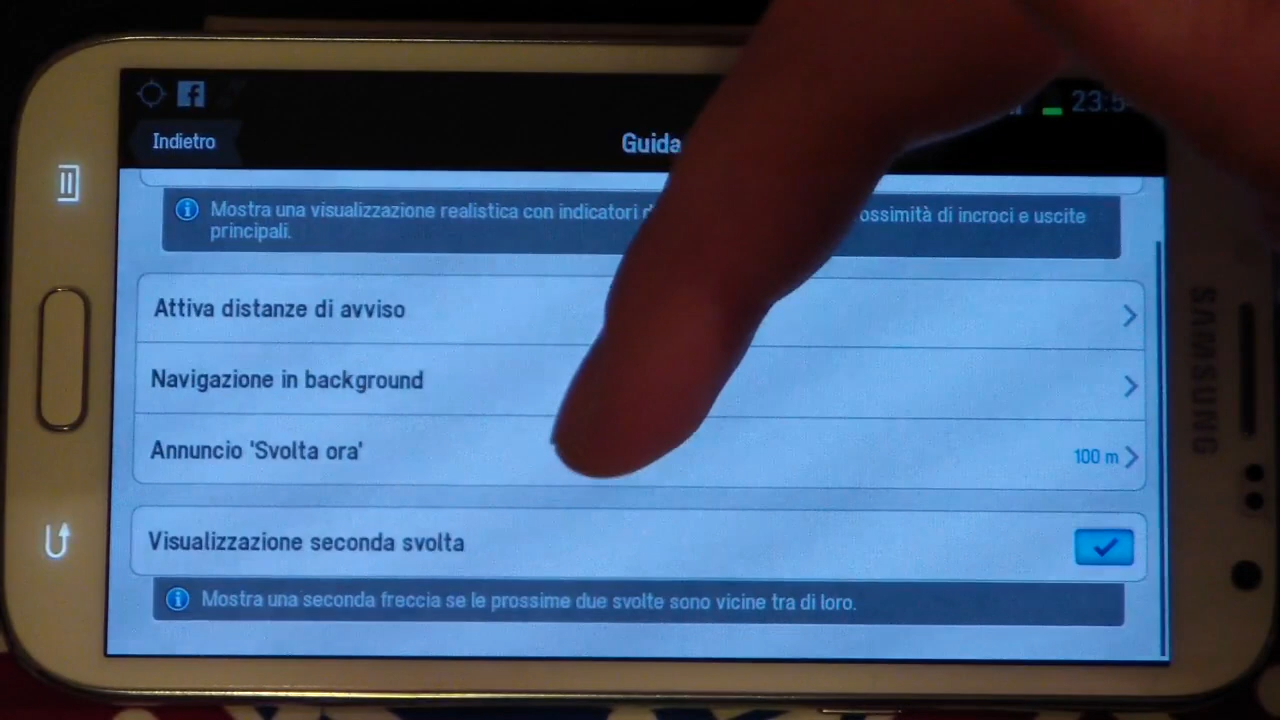 23:5
Indietro
Guida
Mostra una visualizzazione realistica con indicatori
ossimità di incroci e uscite
principali.
Attiva distanze di avviso
Navigazione in background
Annuncio 'Svolta ora'
100 m
Visualizzazione seconda svolta
Mostra una seconda freccia se le prossime due svolte sono vicine tra di loro.
SAMSUNG